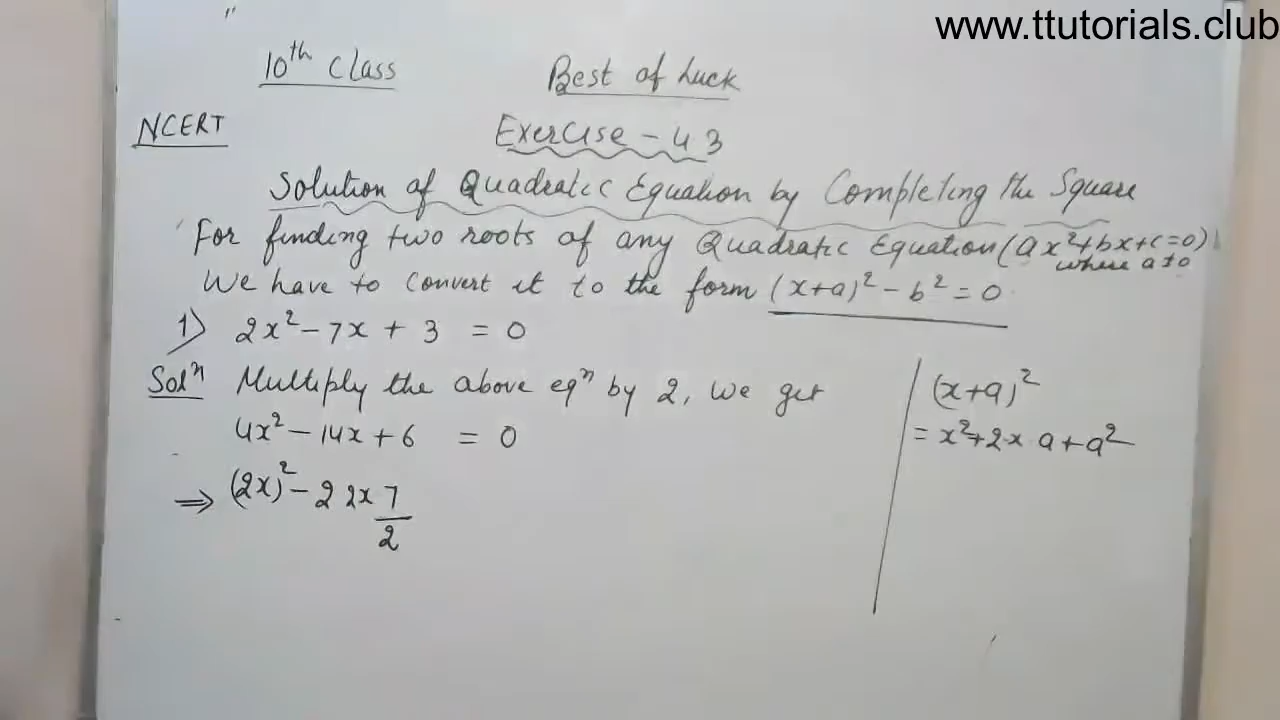 www.ttutorials.club
10th Class Best of Luck
NCERT Exercise - 4 3
Solution of Quadratic Equation by Completing the Square
For finding two roots of any Quadratic Equation (ax²+bx+c=0)
where a≠0
We have to convert it to the form (x+a)² - b² = 0
1) 2x² - 7x + 3 = 0
Solⁿ Multiply the above eqⁿ by 2, we get
4x² - 14x + 6 = 0
⇒ (2x)² - 2 2x 7/2
(x+a)²
= x²+2x a+a²